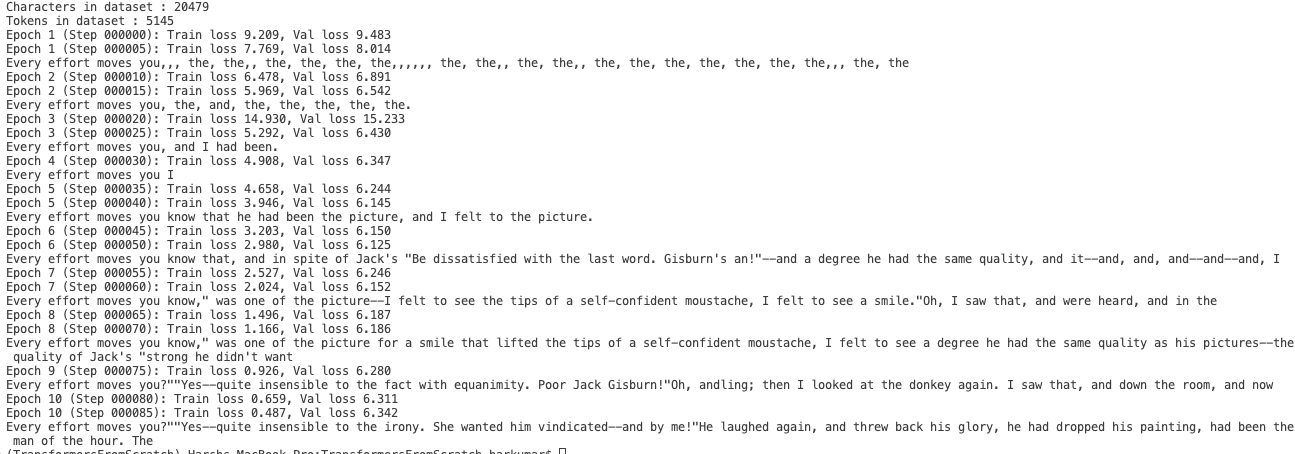 Characters in dataset : 20479
Tokens in dataset : 5145
Epoch 1 (Step 000000): Train loss 9.209, Val loss 9.483
Epoch 1 (Step 000005): Train loss 7.769, Val loss 8.014
Every effort moves you,,, the, the,, the, the, the, the,,,,,, the, the,, the, the,, the, the, the, the, the, the, the,,, the, the
Epoch 2 (Step 000010): Train loss 6.478, Val loss 6.891
Epoch 2 (Step 000015): Train loss 5.969, Val loss 6.542
Every effort moves you, the, and, the, the, the, the, the.
Epoch 3 (Step 000020): Train loss 14.930, Val loss 15.233
Epoch 3 (Step 000025): Train loss 5.292, Val loss 6.430
Every effort moves you, and I had been.
Epoch 4 (Step 000030): Train loss 4.908, Val loss 6.347
Every effort moves you I
Epoch 5 (Step 000035): Train loss 4.658, Val loss 6.244
Epoch 5 (Step 000040): Train loss 3.946, Val loss 6.145
Every effort moves you know that he had been the picture, and I felt to the picture.
Epoch 6 (Step 000045): Train loss 3.203, Val loss 6.150
Epoch 6 (Step 000050): Train loss 2.980, Val loss 6.125
Every effort moves you know that, and in spite of Jack's "Be dissatisfied with the last word. Gisburn's an!"--and a degree he had the same quality, and it--and, and, and--and--and, I
Epoch 7 (Step 000055): Train loss 2.527, Val loss 6.246
Epoch 7 (Step 000060): Train loss 2.024, Val loss 6.152
Every effort moves you know," was one of the picture--I felt to see the tips of a self-confident moustache, I felt to see a smile."Oh, I saw that, and were heard, and in the
Epoch 8 (Step 000065): Train loss 1.496, Val loss 6.187
Epoch 8 (Step 000070): Train loss 1.166, Val loss 6.186
Every effort moves you know," was one of the picture for a smile that lifted the tips of a self-confident moustache, I felt to see a degree he had the same quality as his pictures--the
quality of Jack's "strong he didn't want
Epoch 9 (Step 000075): Train loss 0.926, Val loss 6.280
Every effort moves you?""Yes--quite insensible to the fact with equanimity. Poor Jack Gisburn!"Oh, andling; then I looked at the donkey again. I saw that, and down the room, and now
Epoch 10 (Step 000080): Train loss 0.659, Val loss 6.311
Epoch 10 (Step 000085): Train loss 0.487, Val loss 6.342
Every effort moves you?""Yes--quite insensible to the irony. She wanted him vindicated--and by me!"He laughed again, and threw back his glory, he had dropped his painting, had been the
man of the hour. The
(TransformersFromScratch) Harshs-MacBook-Pro:TransformersFromScratch harkumar$